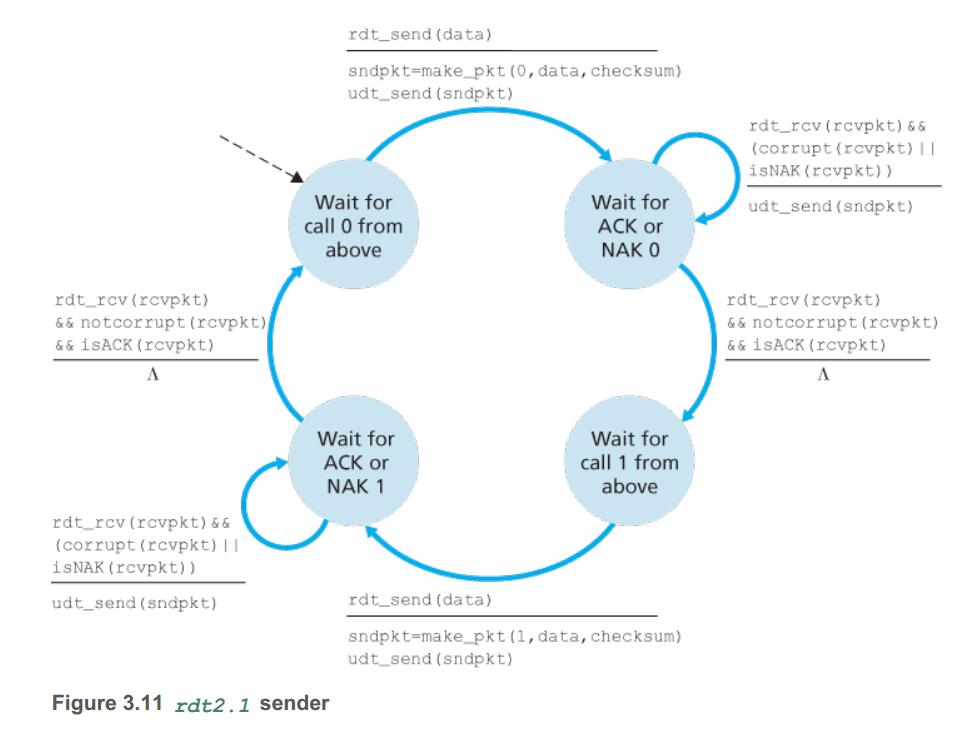 rdt_send(data)
sndpkt=make_pkt(0,data,checksum)
udt_send(sndpkt)
rdt_rcv(rcvpkt)&&
(corrupt(rcvpkt)||
isNAK(rcvpkt))
udt_send(sndpkt)
Wait for
call 0 from
above
Wait for
ACK or
NAK 0
rdt_rcv(rcvpkt)
&& notcorrupt(rcvpkt)
&& isACK(rcvpkt)
Λ
rdt_rcv(rcvpkt)
&& notcorrupt(rcvpkt)
&& isACK(rcvpkt)
Λ
Wait for
ACK or
NAK 1
Wait for
call 1 from
above
rdt_rcv(rcvpkt)&&
(corrupt(rcvpkt)||
isNAK(rcvpkt))
udt_send(sndpkt)
rdt_send(data)
sndpkt=make_pkt(1,data,checksum)
udt_send(sndpkt)
Figure 3.11 rdt2.1 sender